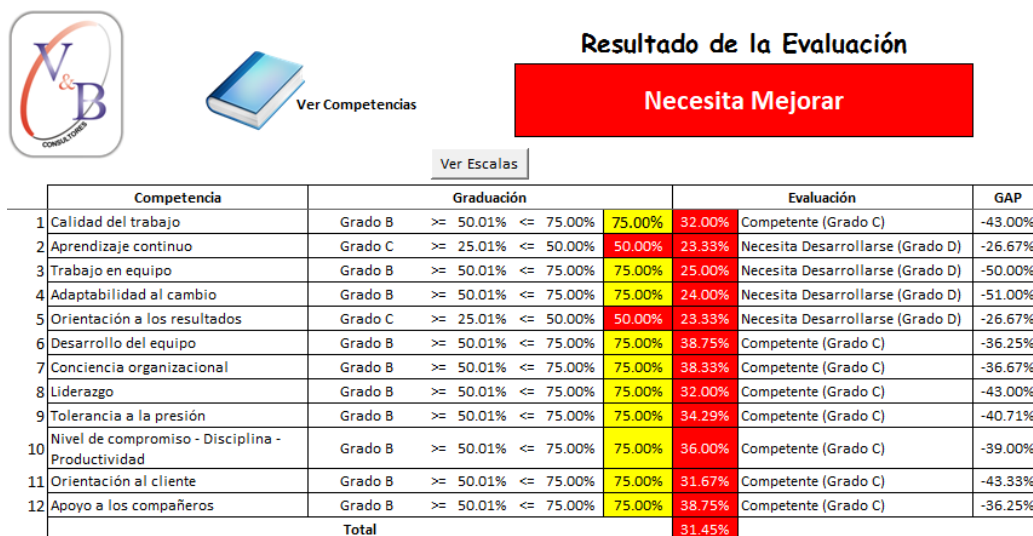 V&B
CONSULTORES
Ver Competencias
Resultado de la Evaluación
Necesita Mejorar
Ver Escalas
Competencia Graduación Evaluación GAP
1 Calidad del trabajo Grado B >= 50.01% <= 75.00% 75.00% 32.00% Competente (Grado C) -43.00%
2 Aprendizaje continuo Grado C >= 25.01% <= 50.00% 50.00% 23.33% Necesita Desarrollarse (Grado D) -26.67%
3 Trabajo en equipo Grado B >= 50.01% <= 75.00% 75.00% 25.00% Necesita Desarrollarse (Grado D) -50.00%
4 Adaptabilidad al cambio Grado B >= 50.01% <= 75.00% 75.00% 24.00% Necesita Desarrollarse (Grado D) -51.00%
5 Orientación a los resultados Grado C >= 25.01% <= 50.00% 50.00% 23.33% Necesita Desarrollarse (Grado D) -26.67%
6 Desarrollo del equipo Grado B >= 50.01% <= 75.00% 75.00% 38.75% Competente (Grado C) -36.25%
7 Conciencia organizacional Grado B >= 50.01% <= 75.00% 75.00% 38.33% Competente (Grado C) -36.67%
8 Liderazgo Grado B >= 50.01% <= 75.00% 75.00% 32.00% Competente (Grado C) -43.00%
9 Tolerancia a la presión Grado B >= 50.01% <= 75.00% 75.00% 34.29% Competente (Grado C) -40.71%
10 Nivel de compromiso - Disciplina -
Productividad Grado B >= 50.01% <= 75.00% 75.00% 36.00% Competente (Grado C) -39.00%
11 Orientación al cliente Grado B >= 50.01% <= 75.00% 75.00% 31.67% Competente (Grado C) -43.33%
12 Apoyo a los compañeros Grado B >= 50.01% <= 75.00% 75.00% 38.75% Competente (Grado C) -36.25%
Total 31.45%